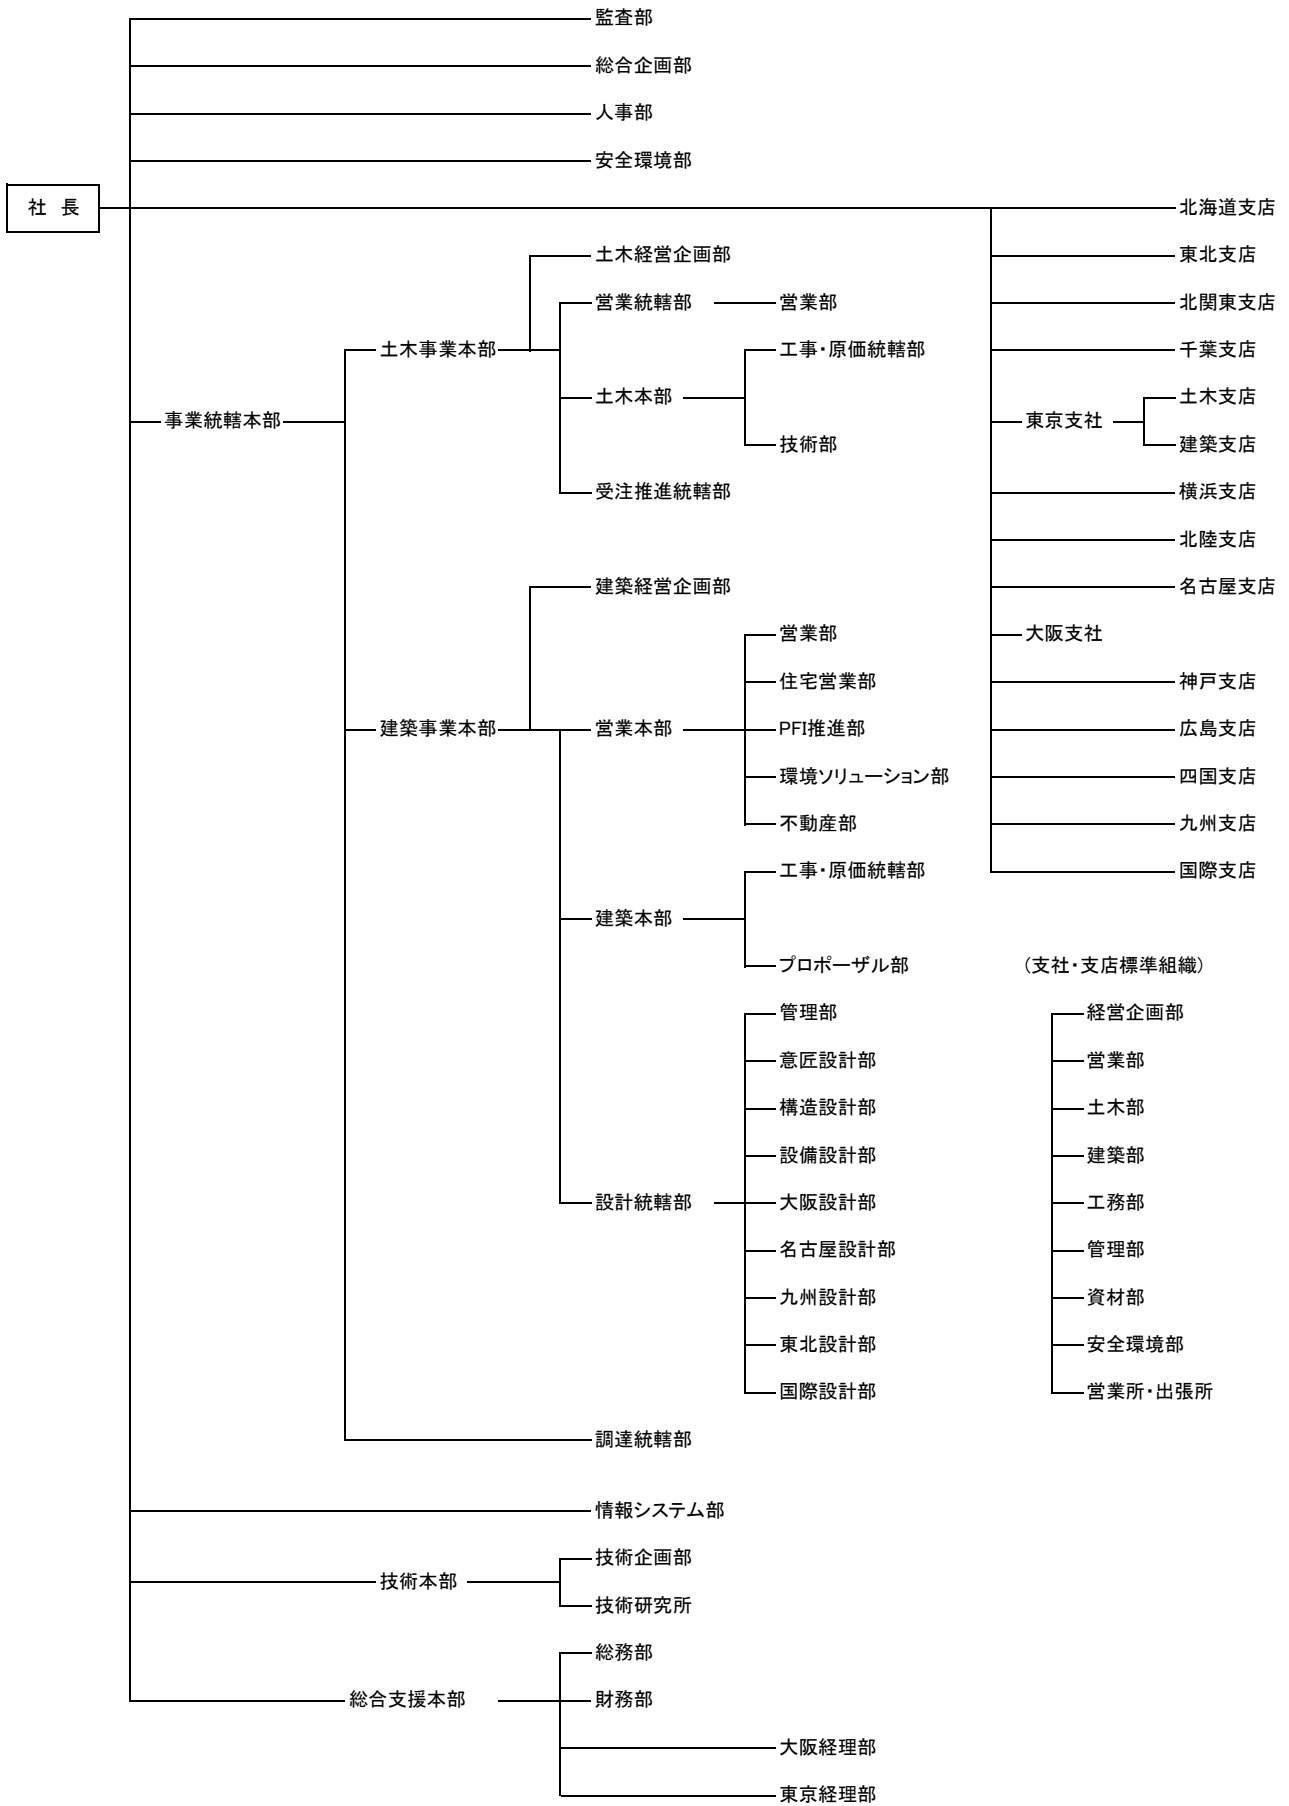 監査部
総合企画部
人事部
安全環境部
社 長
北海道支店
土木経営企画部
東北支店
営業統轄部
営業部
北関東支店
土木事業本部
工事・原価統轄部
千葉支店
土木本部
土木支店
事業統轄本部
東京支社
技術部
建築支店
受注推進統轄部
横浜支店
北陸支店
建築経営企画部
名古屋支店
営業部
大阪支社
住宅営業部
神戸支店
建築事業本部
営業本部
PFI推進部
広島支店
環境ソリューション部
四国支店
不動産部
九州支店
工事・原価統轄部
国際支店
建築本部
プロポーザル部
（支社・支店標準組織）
管理部
経営企画部
意匠設計部
営業部
構造設計部
土木部
設備設計部
建築部
設計統轄部
大阪設計部
工務部
名古屋設計部
管理部
九州設計部
資材部
東北設計部
安全環境部
国際設計部
営業所・出張所
調達統轄部
情報システム部
技術企画部
技術本部
技術研究所
総務部
総合支援本部
財務部
大阪経理部
東京経理部